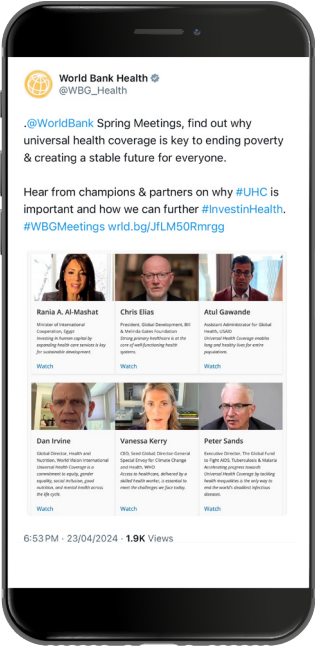 World Bank Health
@WBG_Health
.@WorldBank Spring Meetings, find out why
universal health coverage is key to ending poverty
& creating a stable future for everyone.
Hear from champions & partners on why #UHC is
important and how we can further #InvestinHealth.
#WBGMeetings wrld.bg/JfLM50Rmrgg
Rania A. Al-Mashat
Minister of International
Cooperation, Egypt
Investing in human capital by
expanding health care services is key
for sustainable development.
Watch
Chris Elias
President, Global Development, Bill
& Melinda Gates Foundation
Strong primary healthcare is at the
core of well-functioning health
systems.
Watch
Atul Gawande
Assistant Administrator for Global
Health, USAID
Universal Health Coverage enables
long and healthy lives for entire
populations.
Watch
Dan Irvine
Global Director, Health and
Nutrition, World Vision International
Universal Health Coverage is a
commitment to equity, gender
equality, social inclusion, good
nutrition, and mental health across
the life cycle.
Watch
Vanessa Kerry
CEO, Seed Global; Director-General
Special Envoy for Climate Change
and Health, WHO
Access to healthcare, delivered by a
skilled health worker, is essential to
meet the challenges we face today.
Watch
Peter Sands
Executive Director, The Global Fund
to Fight AIDS, Tuberculosis & Malaria
Accelerating progress towards
Universal Health Coverage by tackling
health inequalities is the only way to
end the world's deadliest infectious
diseases.
Watch
6:53 PM · 23/04/2024 · 1.9K Views